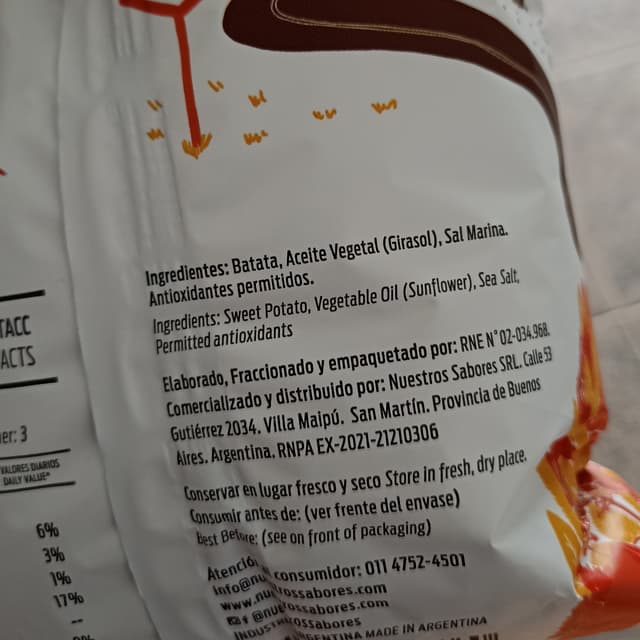 Ingredientes: Batata, Aceite Vegetal (Girasol), Sal Marina.
Antioxidantes permitidos.
Ingredients: Sweet Potato, Vegetable Oil (Sunflower), Sea Salt,
Permitted antioxidants
Elaborado, Fraccionado y empaquetado por: RNE N° 02-034.968.
Comercializado y distribuido por: Nuestros Sabores SRL. Calle 53
Gutiérrez 2034. Villa Maipú. San Martín. Provincia de Buenos
Aires. Argentina. RNPA EX-2021-21210306
Conservar en lugar fresco y seco Store in fresh, dry place.
Consumir antes de: (ver frente del envase)
Best Before: (see on front of packaging)
consumidor: 011 4752-4501
MADE IN ARGENTINA
TACC
ACTS
er: 3
VALORES DIARIOS
DAILY VALUE*
6%
3%
1%
17%
--